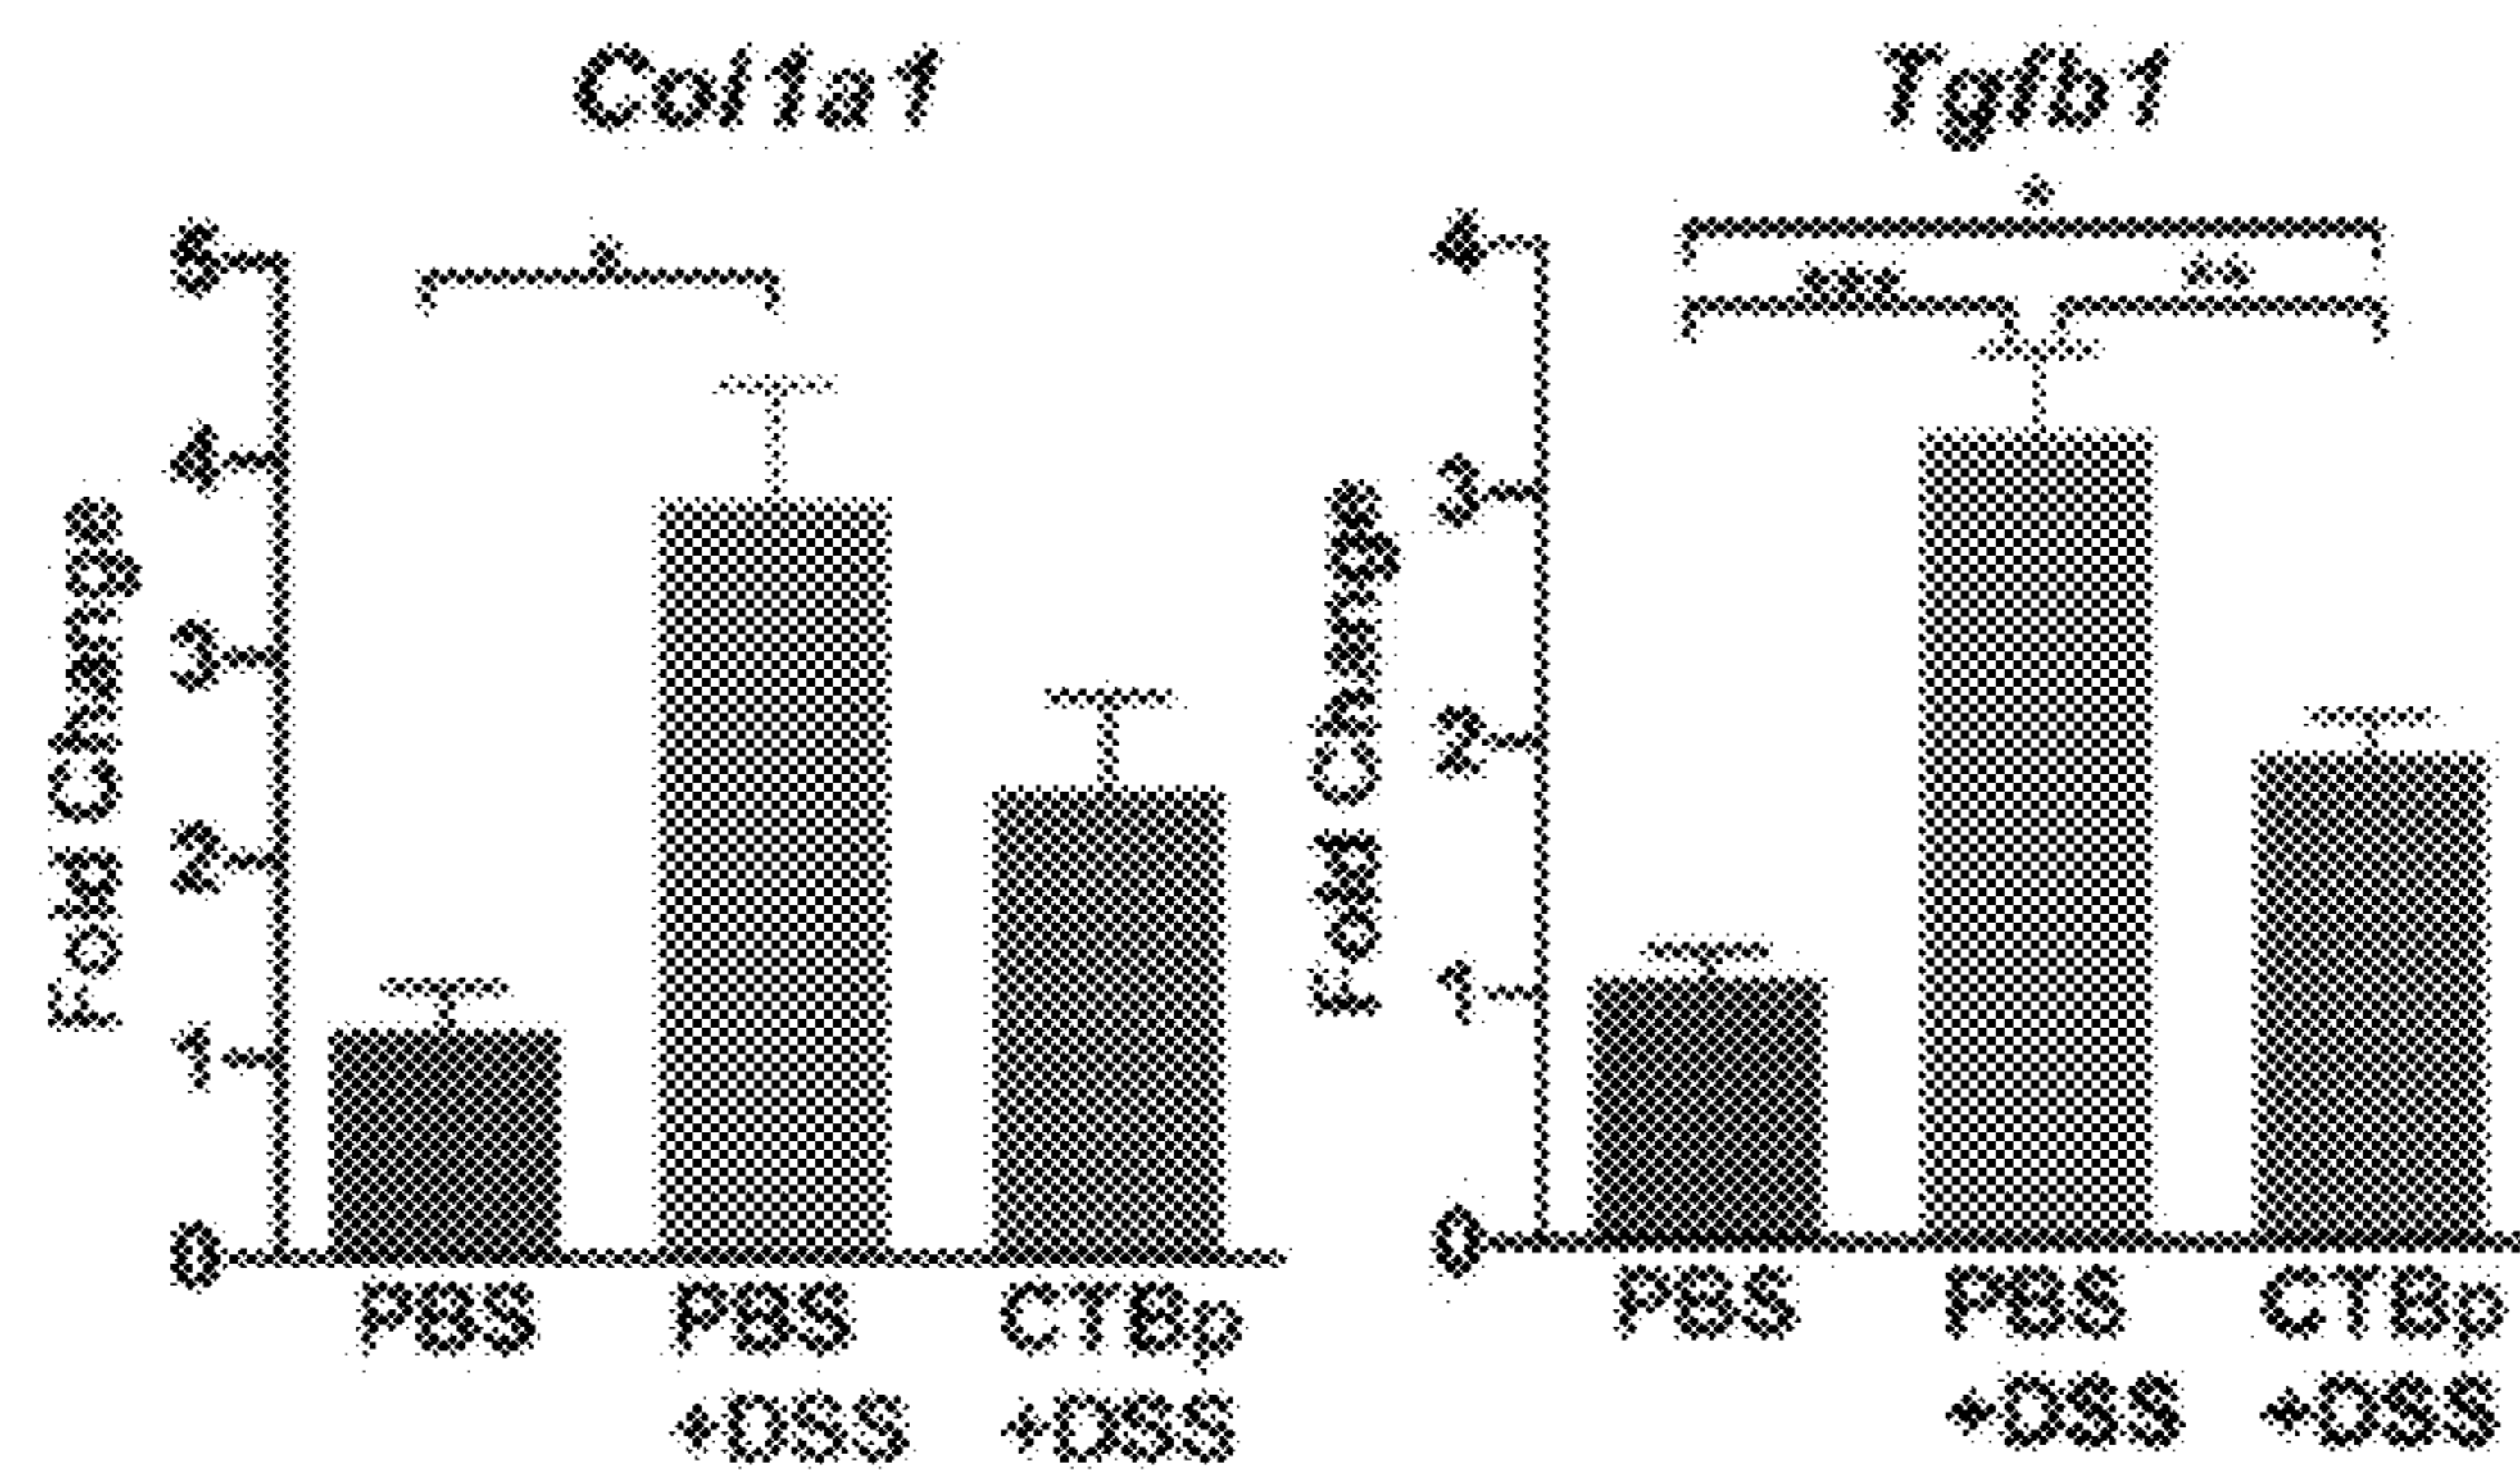 Col1a1
*
Fold Change
5
4
3
2
1
0
PBS
PBS
+DSS
CTBp
+DSS
Tgfb1
*
***
**
Fold Change
4
3
2
1
0
PBS
PBS
+DSS
CTBp
+DSS